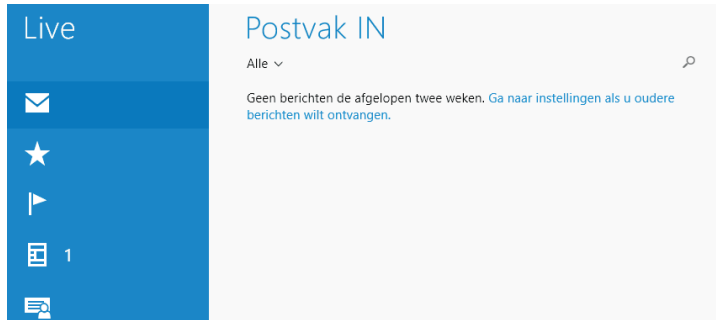 Live
Postvak IN
Alle
Geen berichten de afgelopen twee weken. Ga naar instellingen als u oudere
berichten wilt ontvangen.
1